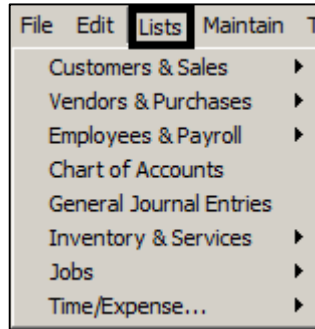 File Edit Lists Maintain T
Customers & Sales
Vendors & Purchases
Employees & Payroll
Chart of Accounts
General Journal Entries
Inventory & Services
Jobs
Time/Expense...